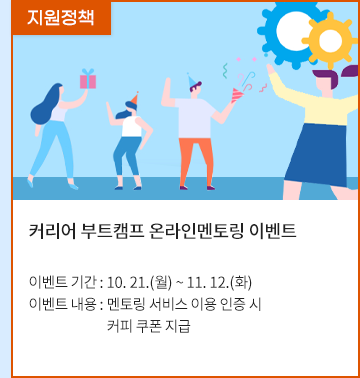 지원정책
커리어 부트캠프 온라인멘토링 이벤트
이벤트 기간 : 10. 21.(월) ~ 11. 12.(화)
이벤트 내용 : 멘토링 서비스 이용 인증 시
커피 쿠폰 지급